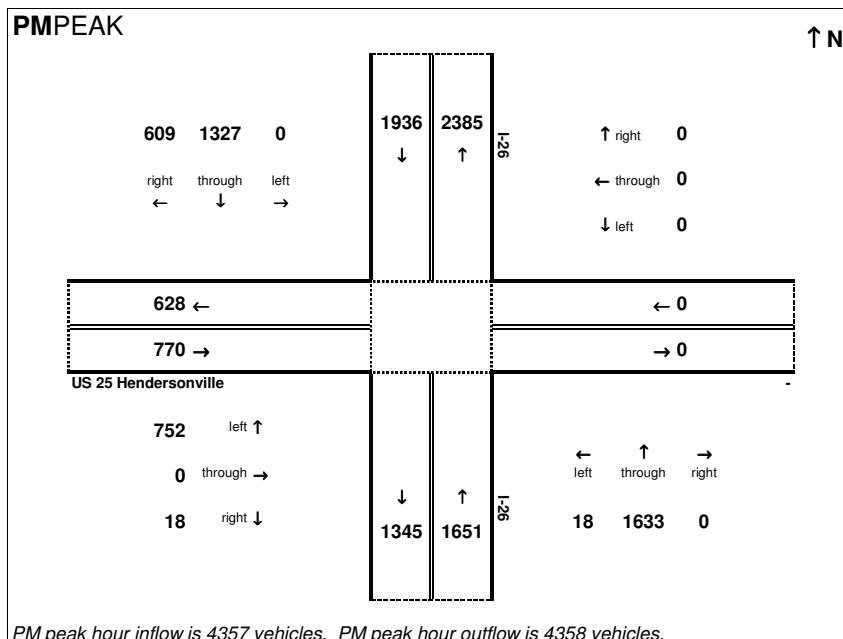 PMPEAK
↑ N
609 1327 0
right through left
← ↓ →
1936 2385
↓ ↑
I-26
↑ right 0
← through 0
↓ left 0
628 ←
← 0
770 →
→ 0
US 25 Hendersonville
-
752 left ↑
0 through →
18 right ↓
↓ ↑
1345 1651
I-26
← ↑ →
left through right
18 1633 0
PM peak hour inflow is 4357 vehicles. PM peak hour outflow is 4358 vehicles.